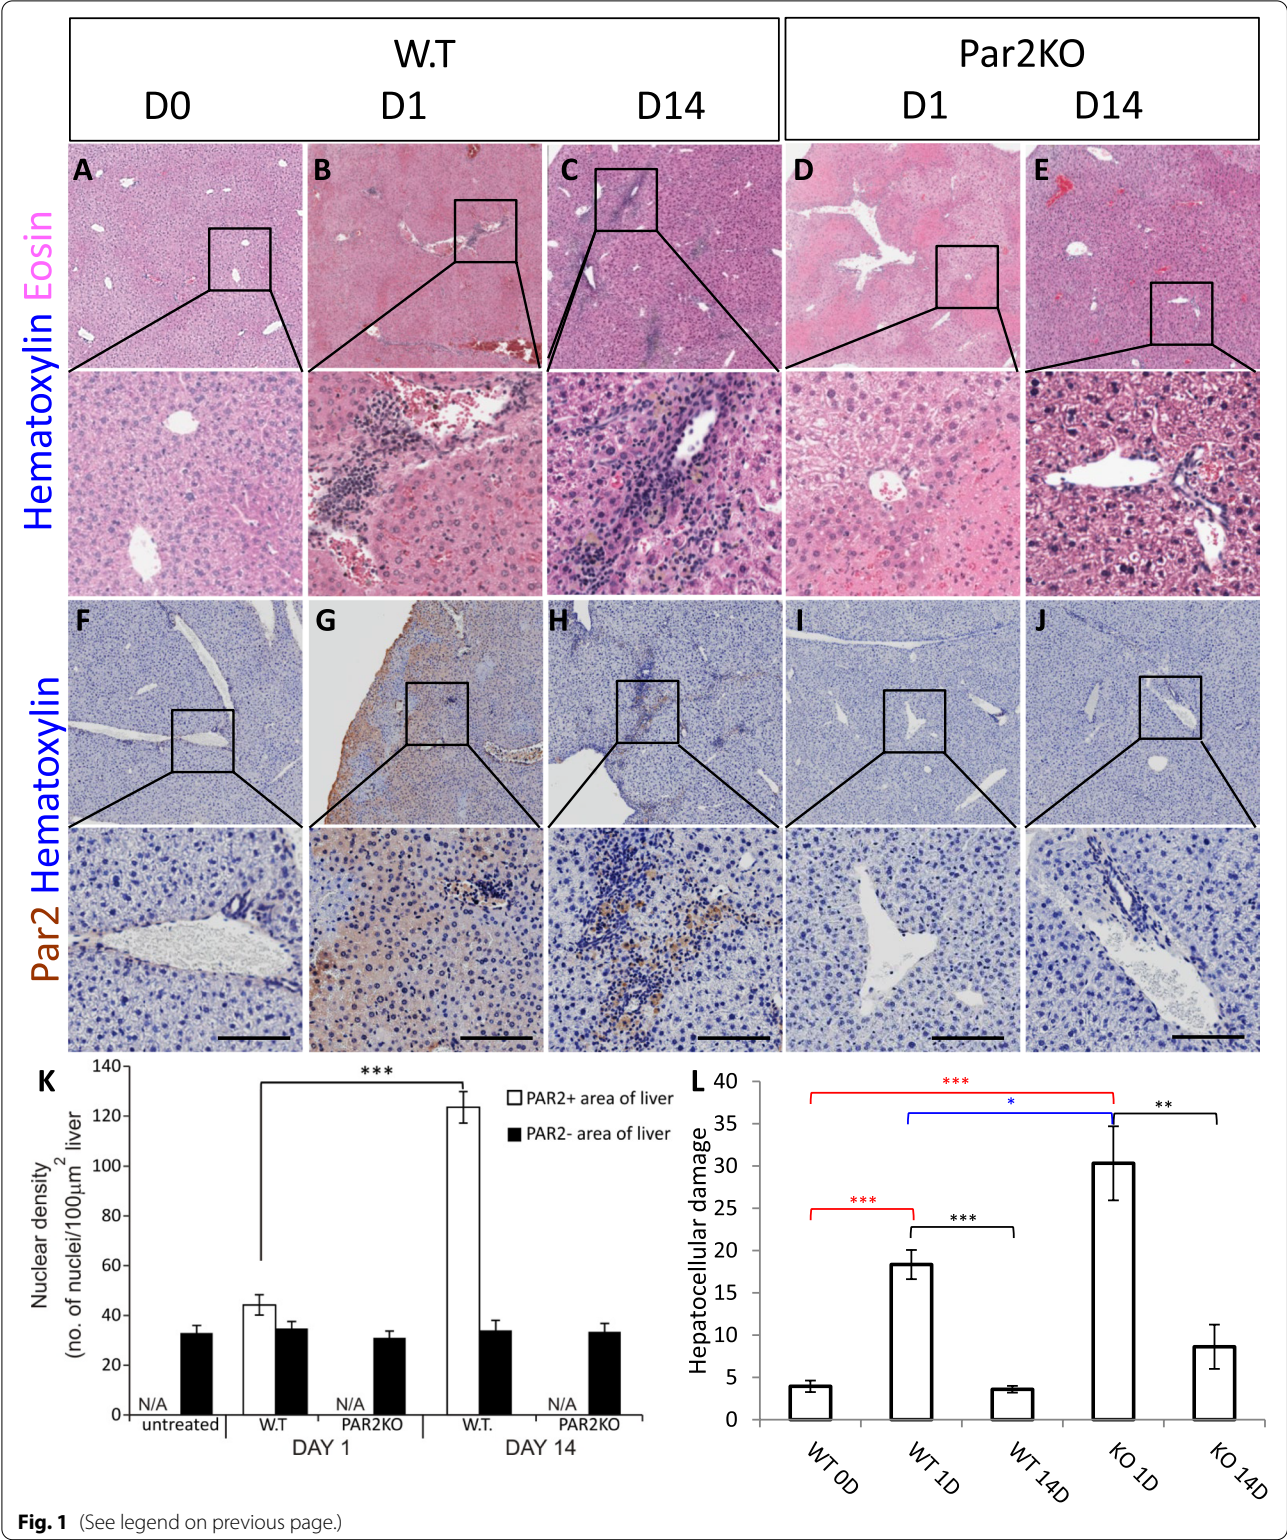 W.T
Par2KO
D0
D1
D14
D1
D14
Hematoxylin Eosin
A
B
C
D
E
Par2 Hematoxylin
F
G
H
I
J
K
Nuclear density
(no. of nuclei/100µm² liver
140
120
100
80
60
40
20
0
***
PAR2+ area of liver
PAR2- area of liver
N/A
N/A
N/A
untreated
W.T
PAR2KO
W.T.
PAR2KO
DAY 1
DAY 14
L
Hepatocellular damage
40
35
30
25
20
15
10
5
0
***
*
**
***
***
WT 0D
WT 1D
WT 14D
KO 1D
KO 14D
Fig. 1 (See legend on previous page.)